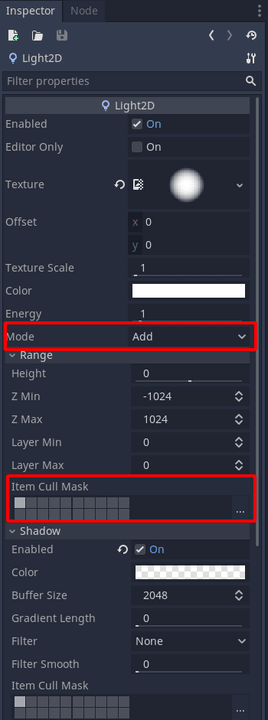 Inspector Node
Light2D
Filter properties
Light2D
Enabled On
Editor Only On
Texture
Offset x 0
y 0
Texture Scale 1
Color
Energy 1
Mode Add
Range
Height 0
Z Min -1024
Z Max 1024
Layer Min 0
Layer Max 0
Item Cull Mask
...
Shadow
Enabled On
Color
Buffer Size 2048
Gradient Length 0
Filter None
Filter Smooth 0
Item Cull Mask
...